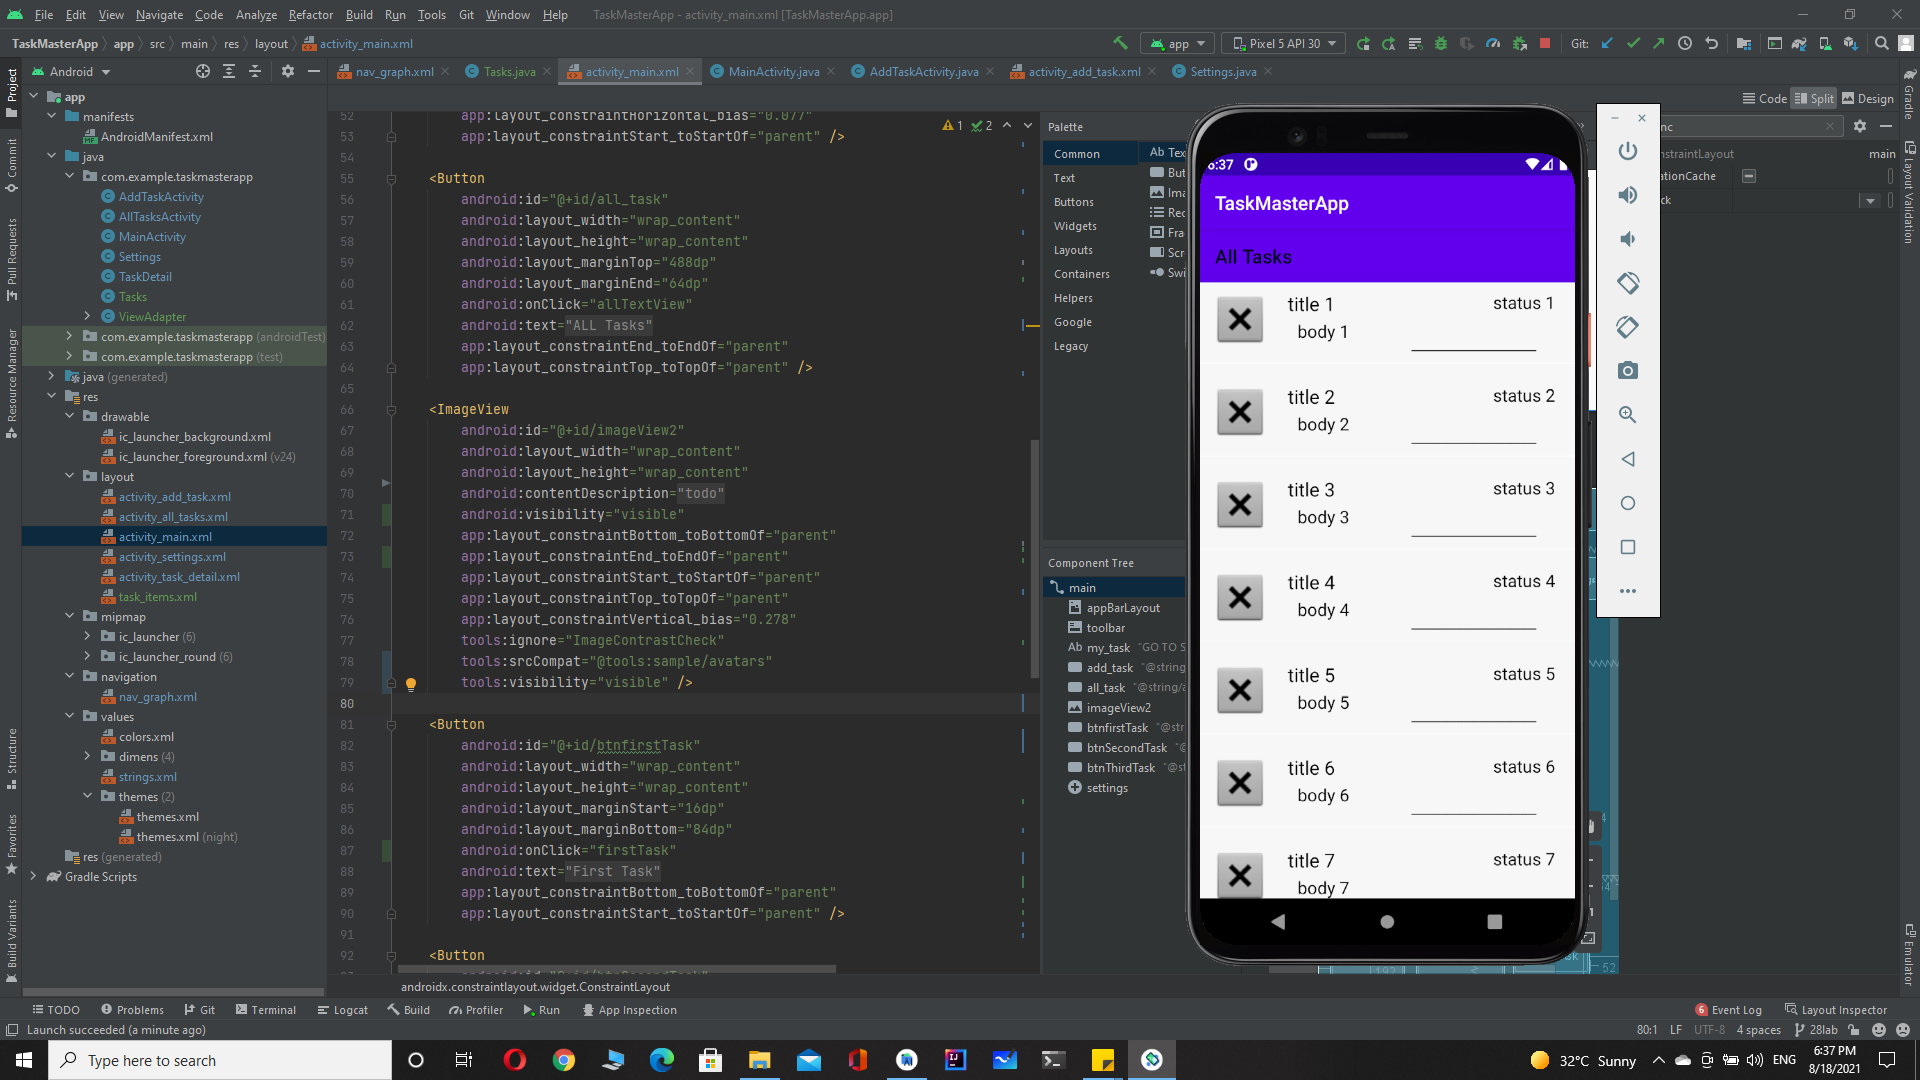 File Edit View Navigate Code Analyze Refactor Build Run Tools Git Window Help TaskMasterApp - activity_main.xml [TaskMasterApp.app]
TaskMasterApp app src main res layout activity_main.xml app Pixel 5 API 30 Git:
Android nav_graph.xml Tasks.java activity_main.xml MainActivity.java AddTaskActivity.java activity_add_task.xml Settings.java
Code Split Design
Project
Commit
Pull Requests
Resource Manager
Structure
Favorites
Build Variants
app
manifests
AndroidManifest.xml
java
com.example.taskmasterapp
AddTaskActivity
AllTasksActivity
MainActivity
Settings
TaskDetail
Tasks
ViewAdapter
com.example.taskmasterapp (androidTest)
com.example.taskmasterapp (test)
java (generated)
res
drawable
ic_launcher_background.xml
ic_launcher_foreground.xml (v24)
layout
activity_add_task.xml
activity_all_tasks.xml
activity_main.xml
activity_settings.xml
activity_task_detail.xml
task_items.xml
mipmap
ic_launcher (6)
ic_launcher_round (6)
navigation
nav_graph.xml
values
colors.xml
dimens (4)
strings.xml
themes (2)
themes.xml
themes.xml (night)
res (generated)
Gradle Scripts
1 2
52 app:layout_constraintHorizontal_bias="0.077"
53 app:layout_constraintStart_toStartOf="parent" />
54
55 <Button
56 android:id="@+id/all_task"
57 android:layout_width="wrap_content"
58 android:layout_height="wrap_content"
59 android:layout_marginTop="488dp"
60 android:layout_marginEnd="64dp"
61 android:onClick="allTextView"
62 android:text="ALL Tasks"
63 app:layout_constraintEnd_toEndOf="parent"
64 app:layout_constraintTop_toTopOf="parent" />
65
66 <ImageView
67 android:id="@+id/imageView2"
68 android:layout_width="wrap_content"
69 android:layout_height="wrap_content"
70 android:contentDescription="todo"
71 android:visibility="visible"
72 app:layout_constraintBottom_toBottomOf="parent"
73 app:layout_constraintEnd_toEndOf="parent"
74 app:layout_constraintStart_toStartOf="parent"
75 app:layout_constraintTop_toTopOf="parent"
76 app:layout_constraintVertical_bias="0.278"
77 tools:ignore="ImageContrastCheck"
78 tools:srcCompat="@tools:sample/avatars"
79 tools:visibility="visible" />
80
81 <Button
82 android:id="@+id/btnfirstTask"
83 android:layout_width="wrap_content"
84 android:layout_height="wrap_content"
85 android:layout_marginStart="16dp"
86 android:layout_marginBottom="84dp"
87 android:onClick="firstTask"
88 android:text="First Task"
89 app:layout_constraintBottom_toBottomOf="parent"
90 app:layout_constraintStart_toStartOf="parent" />
91
92 <Button
androidx.constraintlayout.widget.ConstraintLayout
Palette
Common
Text
Buttons
Widgets
Layouts
Containers
Helpers
Google
Legacy
Ab Tex
But
Ima
Rec
Fra
Scr
Swi
Component Tree
main
appBarLayout
toolbar
Ab my_task "GO TO S
add_task "@string
all_task "@string/a
imageView2
btnfirstTask "@str
btnSecondTask "@
btnThirdTask "@st
settings
6:37
TaskMasterApp
All Tasks
title 1 status 1
body 1
title 2 status 2
body 2
title 3 status 3
body 3
title 4 status 4
body 4
title 5 status 5
body 5
title 6 status 6
body 6
title 7 status 7
body 7
nc
nstraintLayout main
ationCache
ck
192
52
Gradle
Layout Validation
Emulator
TODO Problems Git Terminal Logcat Build Profiler Run App Inspection 6 Event Log Layout Inspector
Launch succeeded (a minute ago) 80:1 LF UTF-8 4 spaces 28lab
Type here to search 32°C Sunny ENG 6:37 PM
8/18/2021